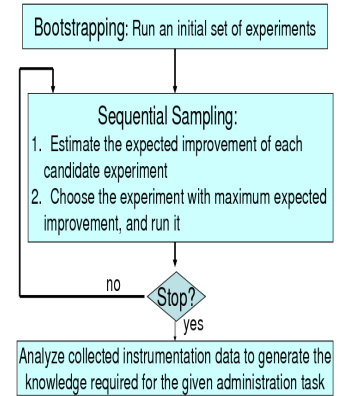 Bootstrapping: Run an initial set of experiments
Sequential Sampling:
1. Estimate the expected improvement of each
candidate experiment
2. Choose the experiment with maximum expected
improvement, and run it
no
Stop?
yes
Analyze collected instrumentation data to generate the
knowledge required for the given administration task